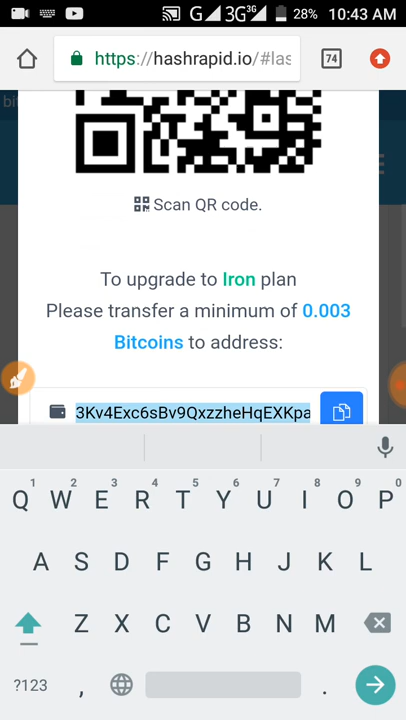 G 3G 3G 28% 10:43 AM
https://hashrapid.io/#las
74
bi
Scan QR code.
To upgrade to Iron plan
Please transfer a minimum of 0.003
Bitcoins to address:
3Kv4Exc6sBv9QxzzheHqEXKpa
1 2 3 4 5 6 7 8 9 0
Q W E R T Y U I O P
A S D F G H J K L
Z X C V B N M
?123 , .